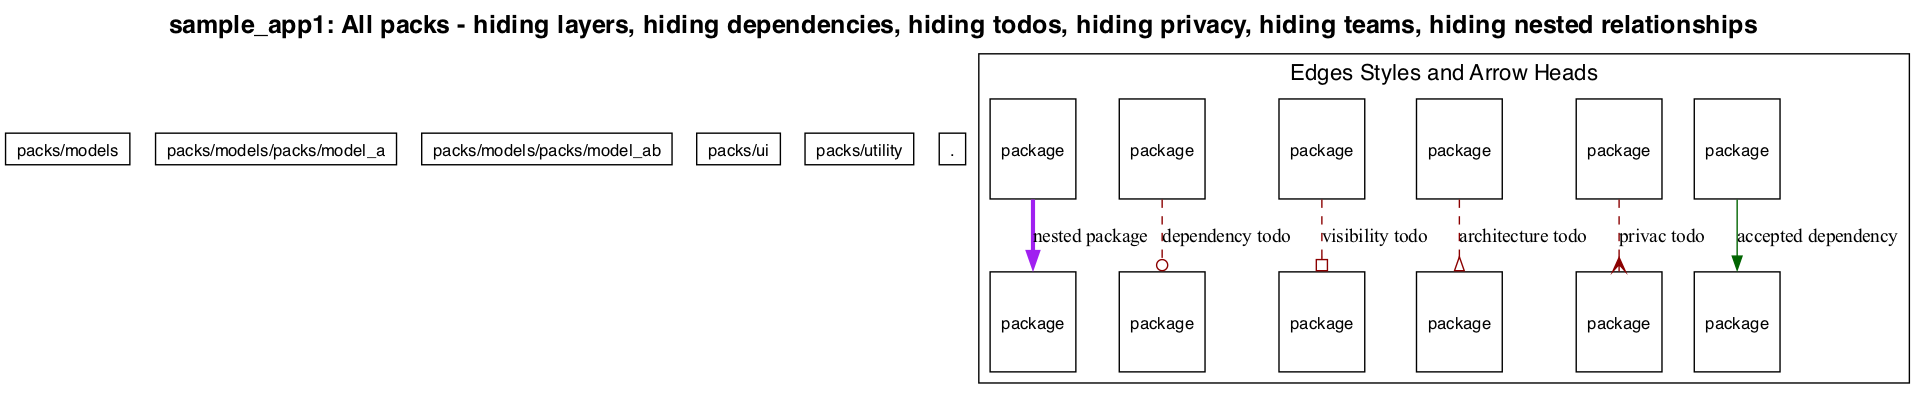 sample_app1: All packs - hiding layers, hiding dependencies, hiding todos, hiding privacy, hiding teams, hiding nested relationships
Edges Styles and Arrow Heads
packs/models
packs/models/packs/model_a
packs/models/packs/model_ab
packs/ui
packs/utility
.
package
package
package
package
package
package
nested package
dependency todo
visibility todo
architecture todo
privac todo
accepted dependency
package
package
package
package
package
package